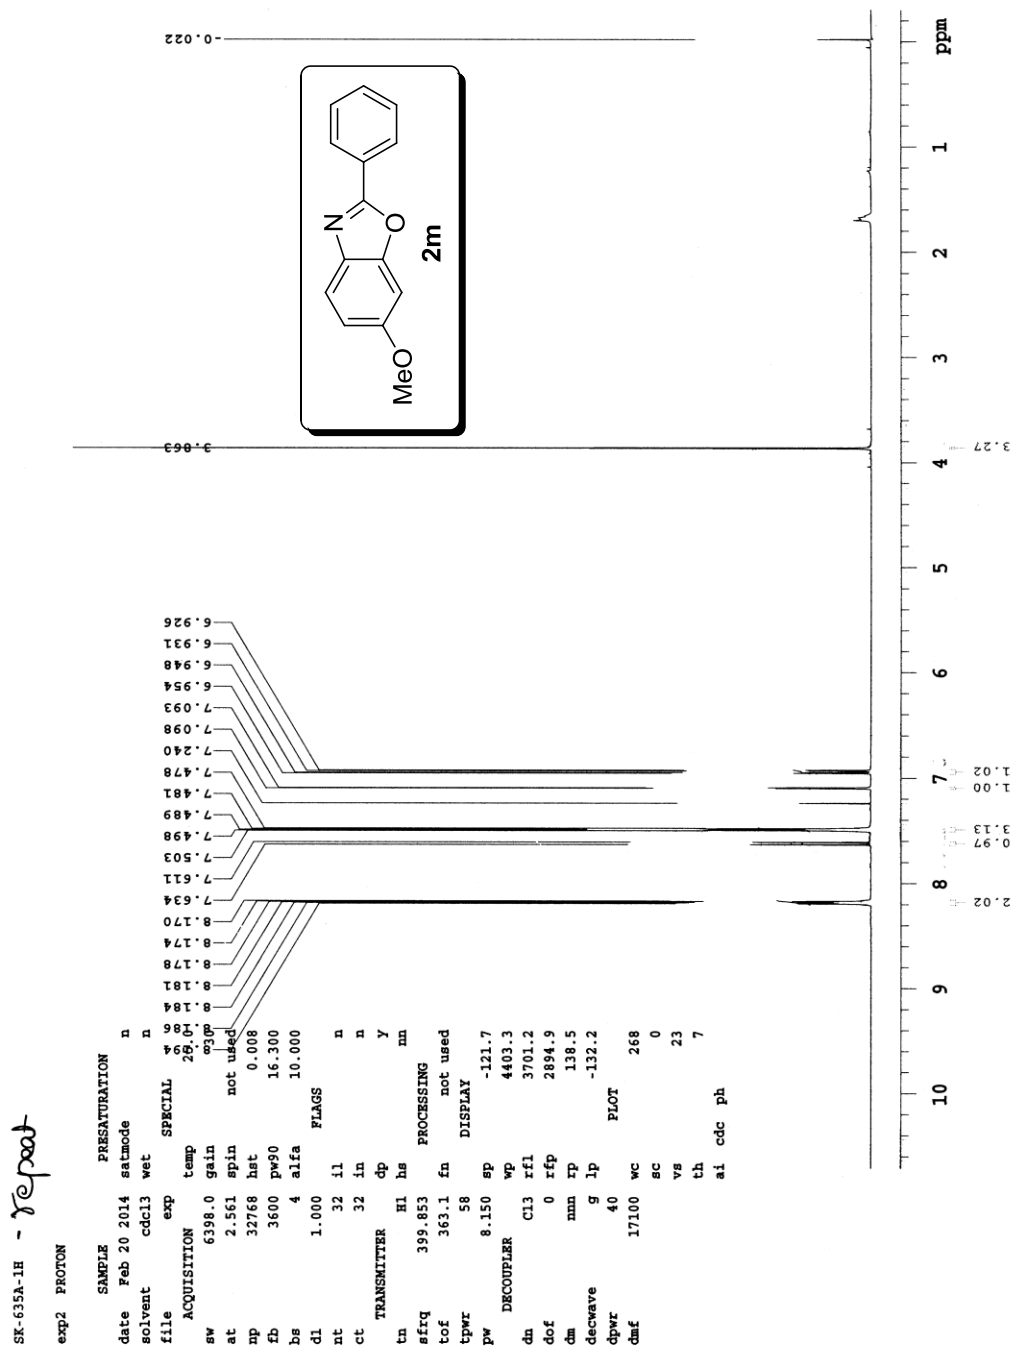 SK-635A-1H - repeat
exp2 PROTON
SAMPLE
date Feb 20 2014
solvent cdcl3
file exp
ACQUISITION
sw 6398.0
at 2.561
np 32768
fb 3600
bs 4
d1 1.000
nt 32
ct 32
TRANSMITTER
tn H1
sfrq 399.853
tof 363.1
tpwr 58
pw 8.150
DECOUPLER
dn C13
dof 0
dm nnn
decwave g
dpwr 40
dmf 17100
PRESATURATION
satmode n
wet n
SPECIAL
temp
gain 30
spin not used
hst 0.008
pw90 16.300
alfa 10.000
FLAGS
il n
in n
dp y
hs nn
PROCESSING
fn not used
DISPLAY
sp -121.7
wp 4403.3
rfl 3701.2
rfp 2894.9
rp 138.5
lp -132.2
PLOT
wc 268
sc 0
vs 23
th 7
ai cdc ph
8.186
8.184
8.181
8.178
8.174
8.170
7.634
7.611
7.503
7.498
7.489
7.481
7.478
7.240
7.098
7.093
6.954
6.948
6.931
6.926
3.863
-0.022
MeO
N
O
2m
10 9 8 7 6 5 4 3 2 1 ppm
2.02
0.97
3.13
1.00
1.02
3.27